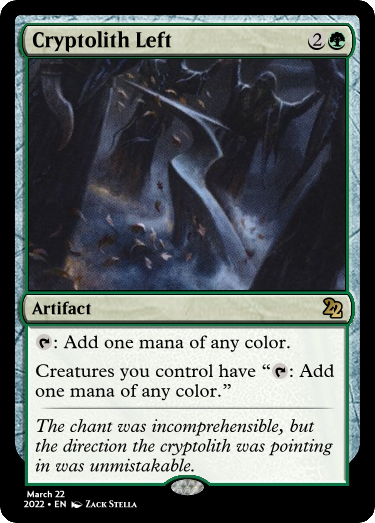 Cryptolith Left 2
Artifact
: Add one mana of any color.
Creatures you control have “: Add
one mana of any color.”
The chant was incomprehensible, but
the direction the cryptolith was pointing
in was unmistakable.
March 22
2022 • EN Zack Stella